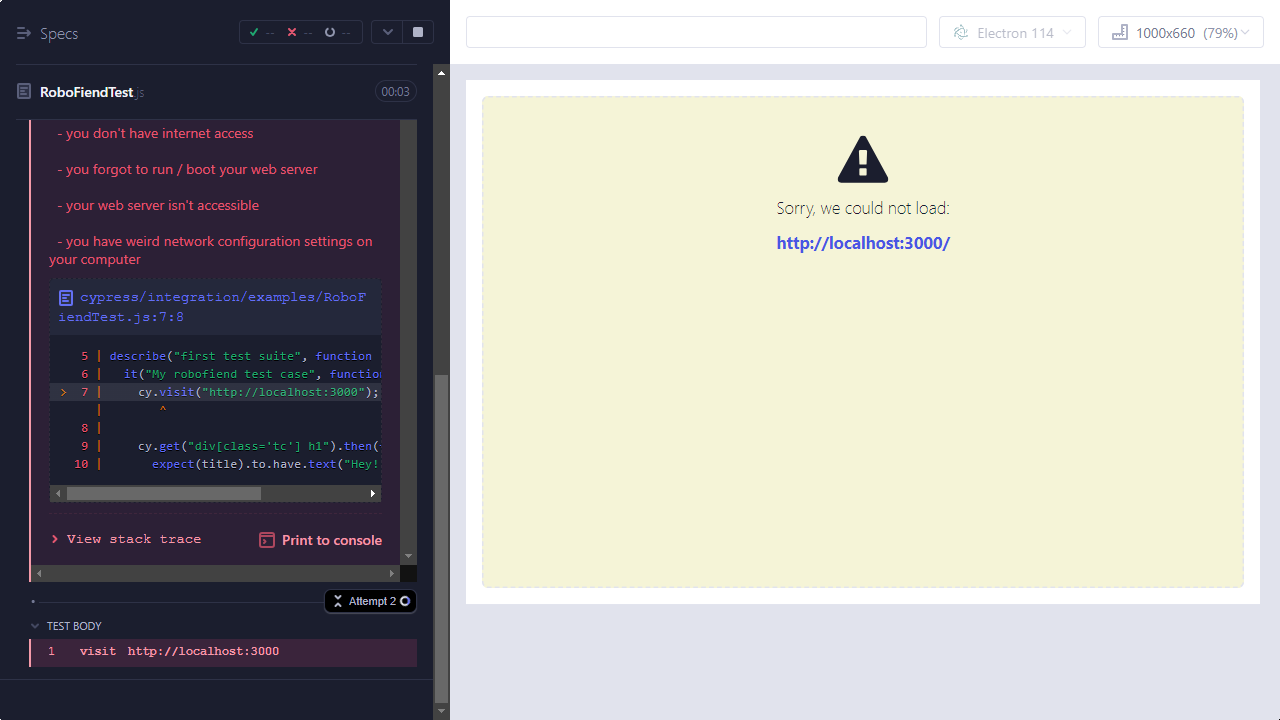 Specs
-- -- --
Electron 114
1000x660 (79%)
RoboFiendTest.js
00:03
- you don't have internet access
- you forgot to run / boot your web server
- your web server isn't accessible
- you have weird network configuration settings on
your computer
cypress/integration/examples/RoboF
iendTest.js:7:8
5 | describe("first test suite", function
6 | it("My robofiend test case", function
> 7 | cy.visit("http://localhost:3000");
| ^
8 |
9 | cy.get("div[class='tc'] h1").then(
10 | expect(title).to.have.text("Hey!
View stack trace
Print to console
Attempt 2
TEST BODY
1 visit http://localhost:3000
Sorry, we could not load:
http://localhost:3000/